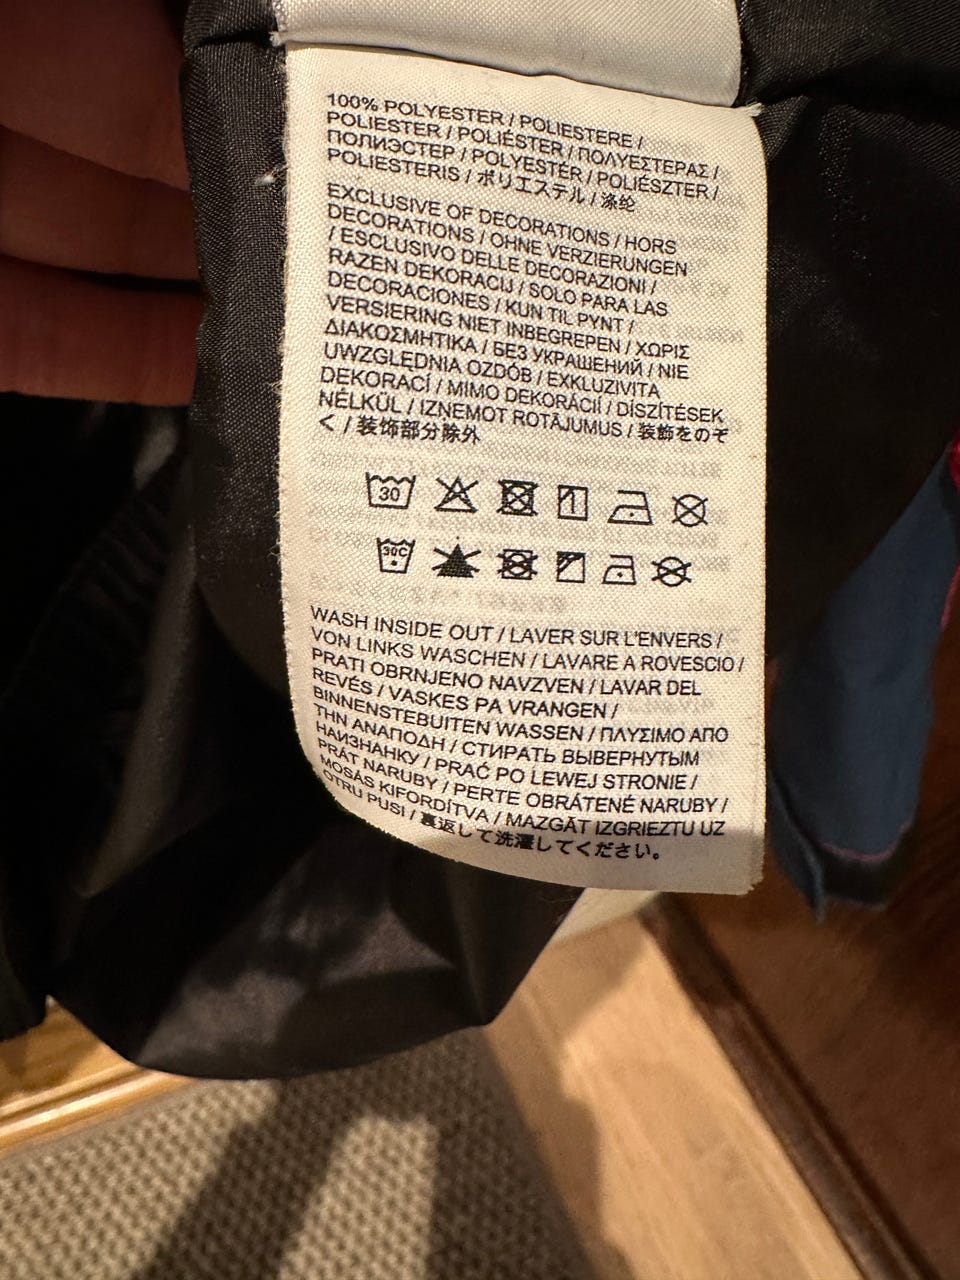 100% POLYESTER / POLIESTERE /
POLIESTER / POLIÉSTER / ΠΟΛΥΕΣΤΕΡΑΣ /
ПОЛИЭСТЕР / POLYESTÉR / POLIÉSZTER /
POLIESTERIS / ポリエステル / 涤纶
EXCLUSIVE OF DECORATIONS / HORS
DECORATIONS / OHNE VERZIERUNGEN
/ ESCLUSIVO DELLE DECORAZIONI /
RAZEN DEKORACIJ / SOLO PARA LAS
DECORACIONES / KUN TIL PYNT /
VERSIERING NIET INBEGREPEN / ΧΩΡΙΣ
ΔΙΑΚΟΣΜΗΤΙΚΑ / БЕЗ УКРАШЕНИЙ / NIE
UWZGLĘDNIA OZDÓB / EXKLUZIVITA
DEKORACÍ / MIMO DEKORÁCIÍ / DÍSZÍTÉSEK
NÉLKÜL / IZŅEMOT ROTĀJUMUS / 装飾をのぞ
く / 装饰部分除外
30
30C
WASH INSIDE OUT / LAVER SUR L'ENVERS /
VON LINKS WASCHEN / LAVARE A ROVESCIO /
PRATI OBRNJENO NAVZVEN / LAVAR DEL
REVÉS / VASKES PA VRANGEN /
BINNENSTEBUITEN WASSEN / ΠΛΥΣΙΜΟ ΑΠΟ
ΤΗΝ ΑΝΑΠΟΔΗ / СТИРАТЬ ВЫВЕРНУТЫМ
НАИЗНАНКУ / PRAĆ PO LEWEJ STRONIE /
PRÁT NARUBY / PERTE OBRÁTENÉ NARUBY /
MOSÁS KIFORDÍTVA / MAZGĀT IZGRIEZTU UZ
OTRU PUSI / 裏返して洗濯してください。